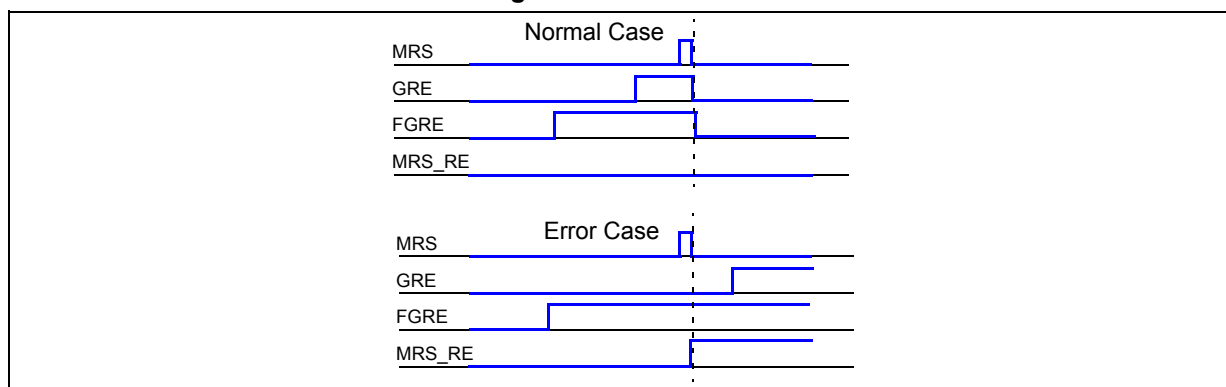 Normal Case
MRS
GRE
FGRE
MRS_RE
Error Case
MRS
GRE
FGRE
MRS_RE